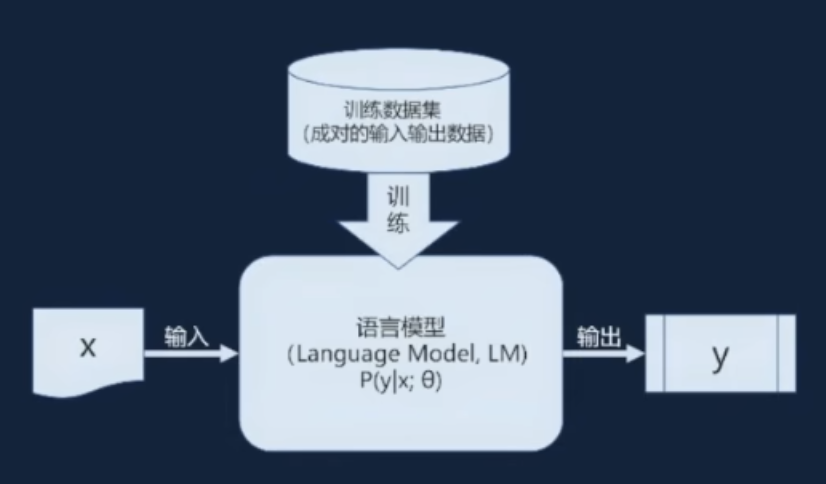 训练数据集
(成对的输入输出数据)
训
练
x
输入
语言模型
(Language Model, LM)
P(y|x; θ)
输出
y